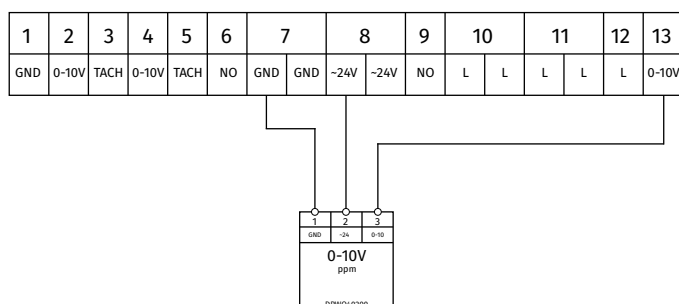 1 2 3 4 5 6 7 8 9 10 11 12 13
GND 0-10V TACH 0-10V TACH NO GND GND ~24V ~24V NO L L L L L 0-10V
1 2 3
GND ~24 0-10
0-10V
ppm